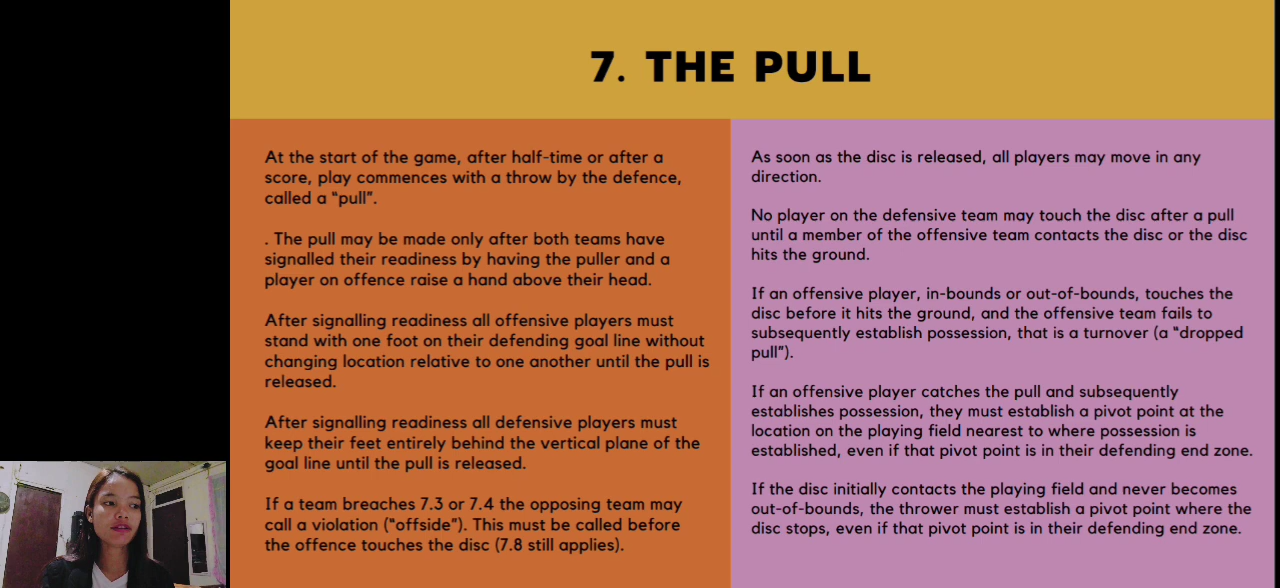 7. THE PULL
At the start of the game, after half-time or after a
score, play commences with a throw by the defence,
called a “pull”.
. The pull may be made only after both teams have
signalled their readiness by having the puller and a
player on offence raise a hand above their head.
After signalling readiness all offensive players must
stand with one foot on their defending goal line without
changing location relative to one another until the pull is
released.
After signalling readiness all defensive players must
keep their feet entirely behind the vertical plane of the
goal line until the pull is released.
If a team breaches 7.3 or 7.4 the opposing team may
call a violation (“offside”). This must be called before
the offence touches the disc (7.8 still applies).
As soon as the disc is released, all players may move in any
direction.
No player on the defensive team may touch the disc after a pull
until a member of the offensive team contacts the disc or the disc
hits the ground.
If an offensive player, in-bounds or out-of-bounds, touches the
disc before it hits the ground, and the offensive team fails to
subsequently establish possession, that is a turnover (a “dropped
pull”).
If an offensive player catches the pull and subsequently
establishes possession, they must establish a pivot point at the
location on the playing field nearest to where possession is
established, even if that pivot point is in their defending end zone.
If the disc initially contacts the playing field and never becomes
out-of-bounds, the thrower must establish a pivot point where the
disc stops, even if that pivot point is in their defending end zone.